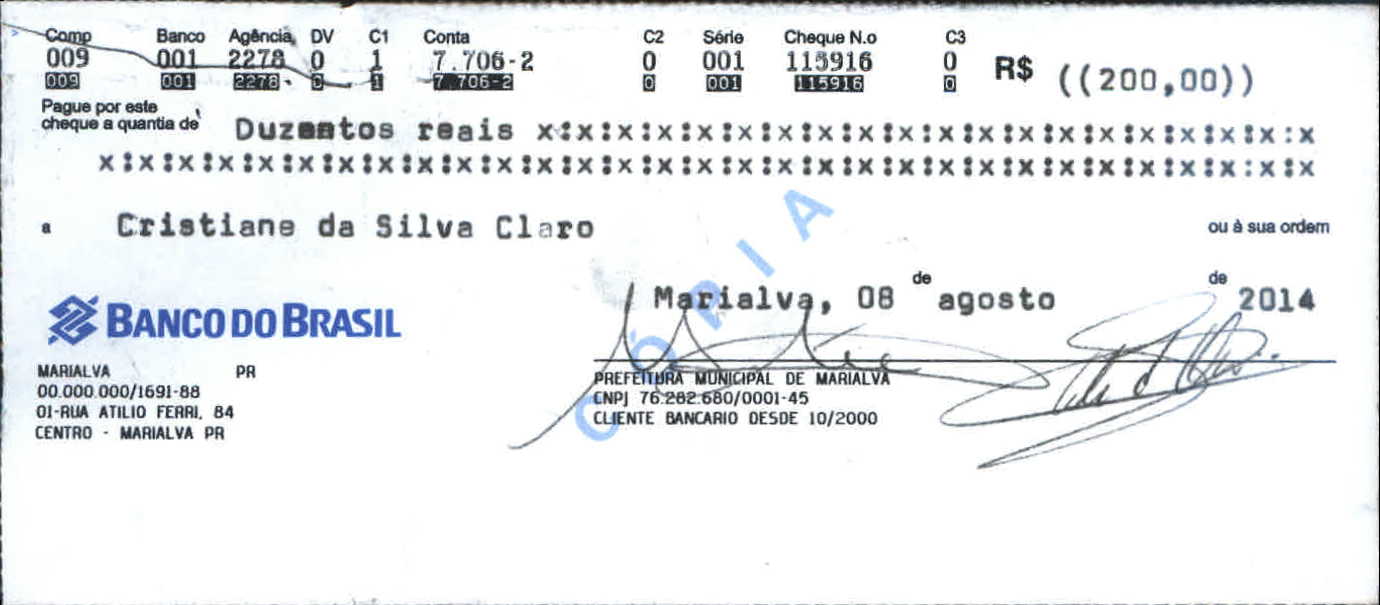 Comp Banco Agência DV C1 Conta C2 Série Cheque N.o C3
009 001 2278 0 1 7.706-2 0 001 115916 0 R$ ((200,00))
009 001 2278 0 1 7 706-2 0 001 115916 0
Pague por este
cheque a quantia de Duzentos reais x:x:x:x:x:x:x:x:x:x:x:x:x:x:x:x:x:x:x:x:x:x:x
x:x:x:x:x:x:x:x:x:x:x:x:x:x:x:x:x:x:x:x:x:x:x:x:x:x:x:x:x:x:x:x:x:x:x:x
a Cristiane da Silva Claro ou à sua ordem
CÓPIA
Marialva, 08 de agosto de 2014
BANCO DO BRASIL
MARIALVA PR
00.000.000/1691-88
01-RUA ATILIO FERRI, 84
CENTRO - MARIALVA PR
PREFEITURA MUNICIPAL DE MARIALVA
CNPJ 76.282.680/0001-45
CLIENTE BANCARIO DESDE 10/2000